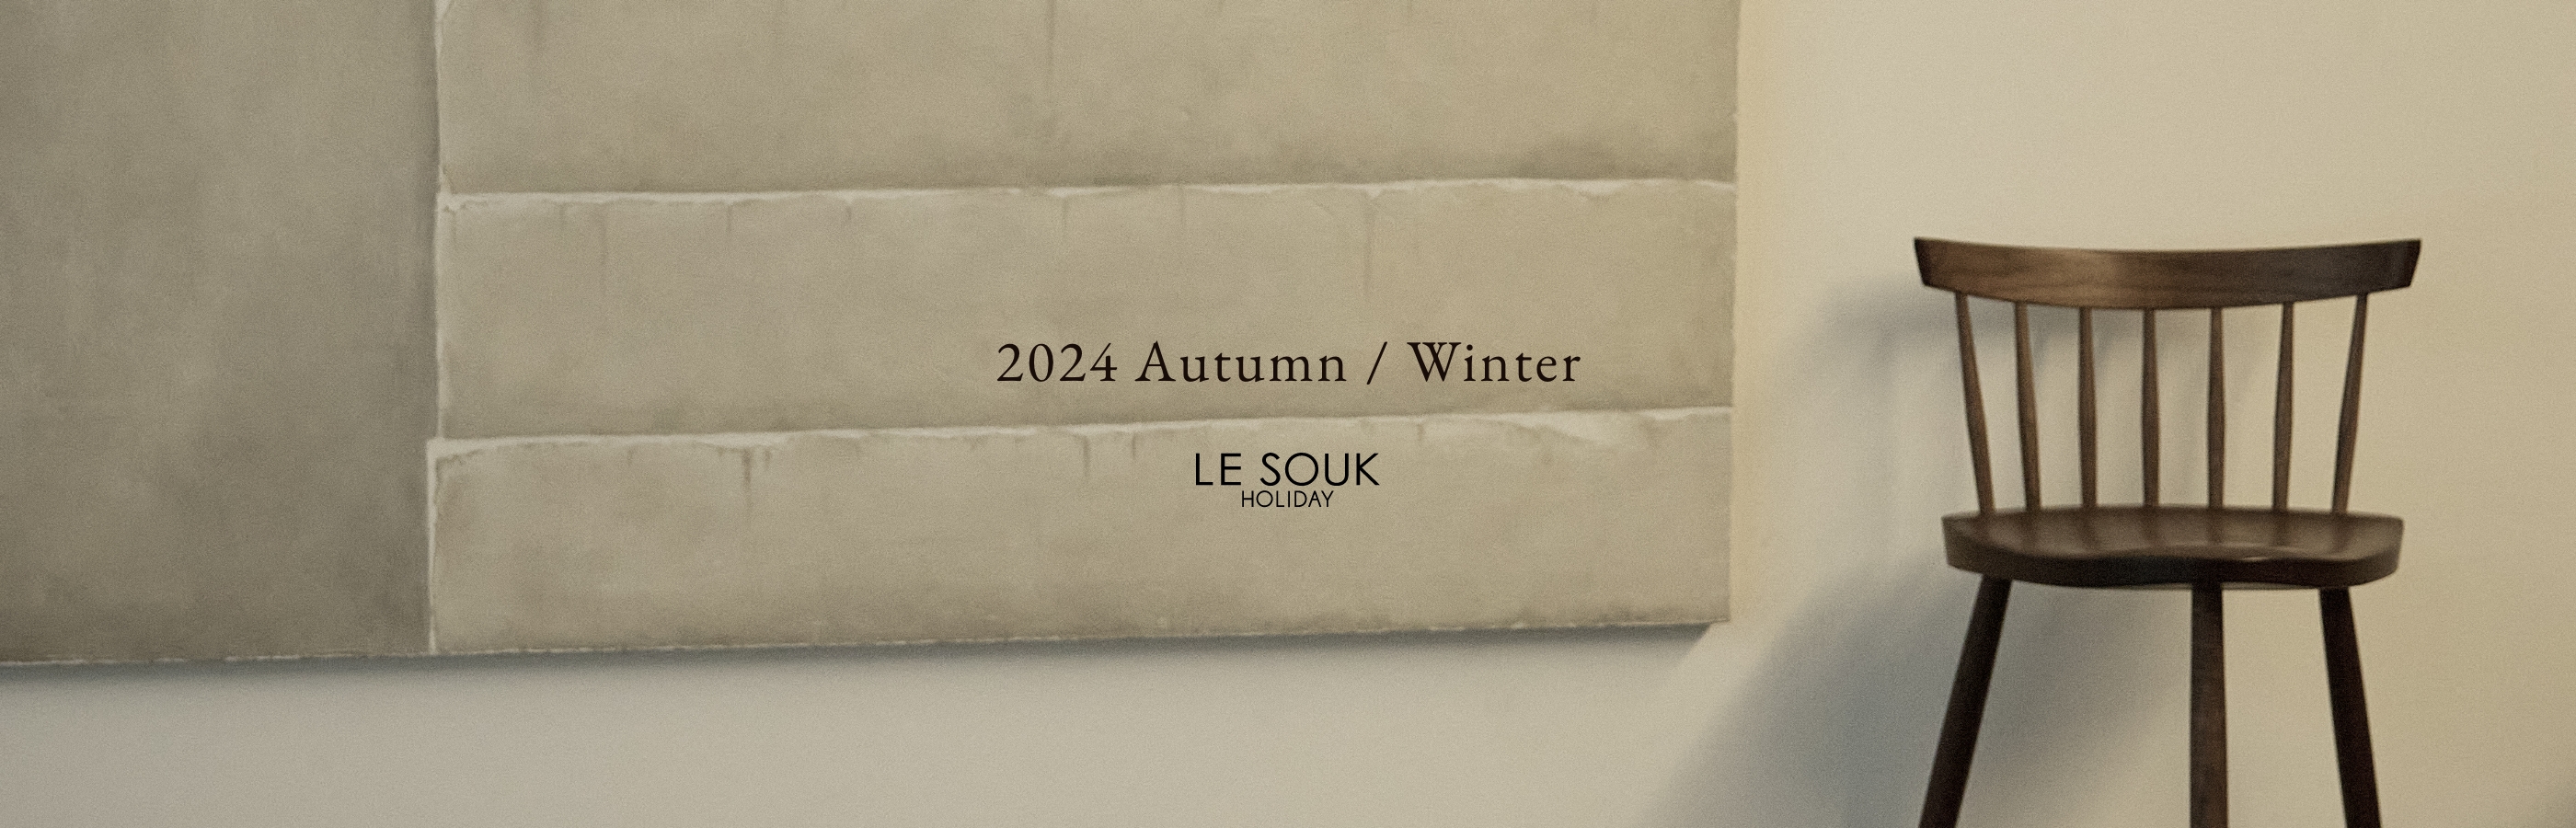 2024 Autumn / Winter
LE SOUK
HOLIDAY